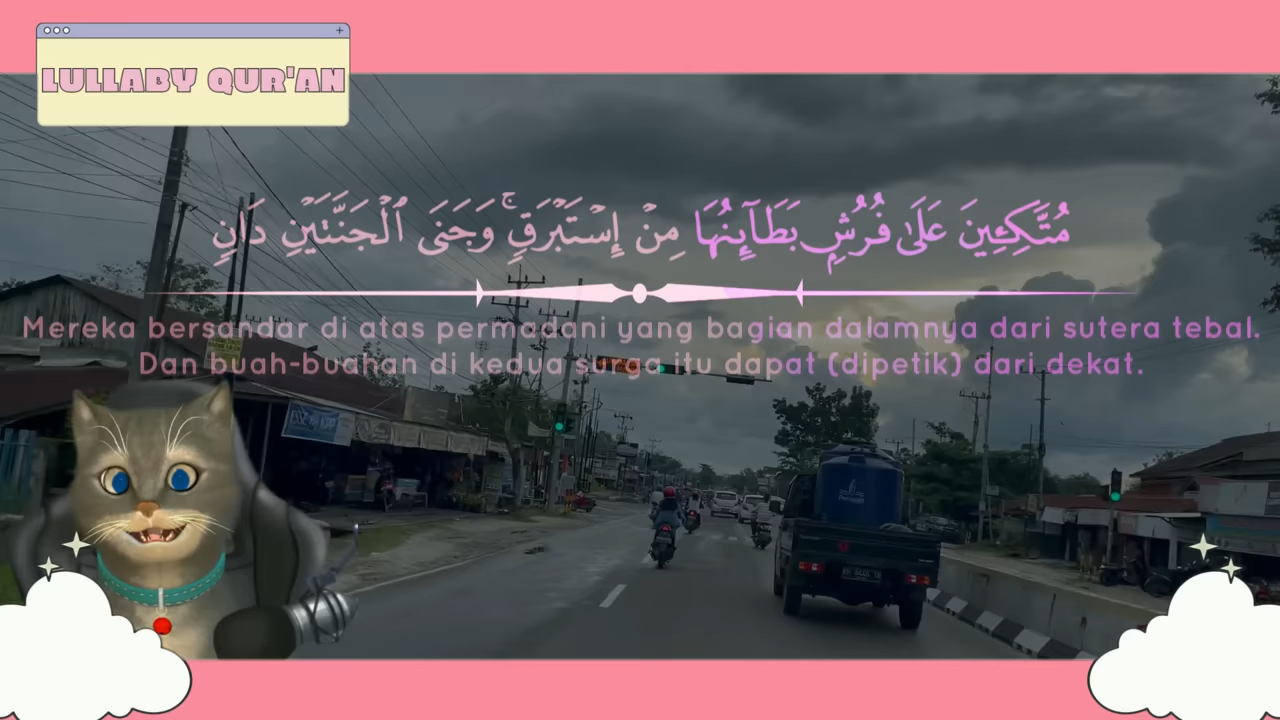 LULLABY QUR'AN
مُتَّكِـِٔينَ عَلَىٰ فُرُشٍۭ بَطَآئِنُهَا مِنْ إِسْتَبْرَقٍۢ ۚ وَجَنَى ٱلْجَنَّتَيْنِ دَانٍۢ
Mereka bersandar di atas permadani yang bagian dalamnya dari sutera tebal.
Dan buah-buahan di kedua surga itu dapat (dipetik) dari dekat.